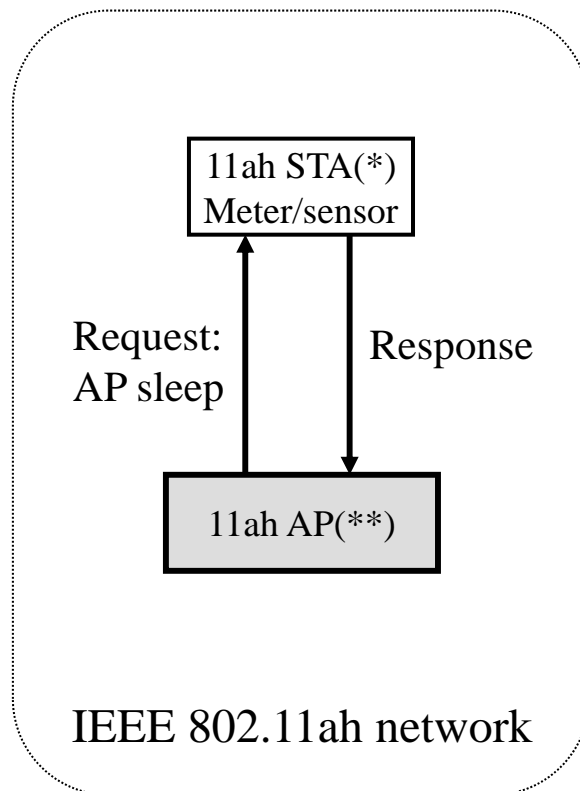 11ah STA(*)
Meter/sensor
Request:
AP sleep
Response
11ah AP(**)
IEEE 802.11ah network